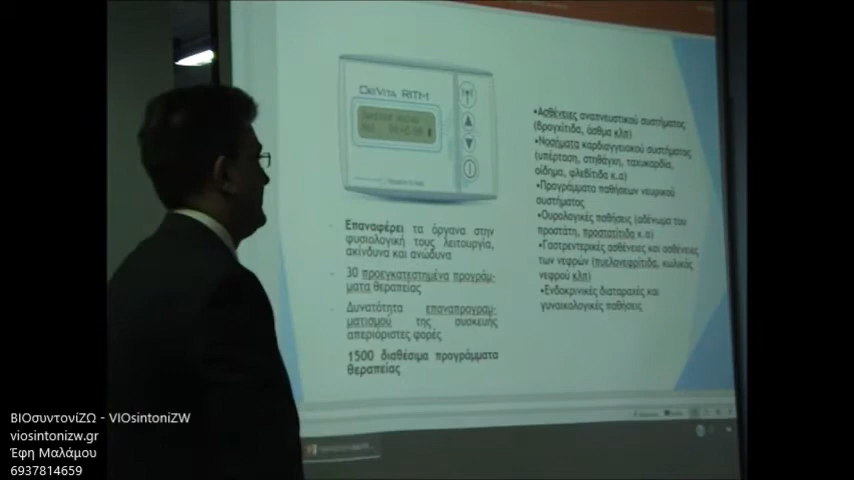 DeVita RITM
Επαναφέρει τα όργανα στην
φυσιολογική τους λειτουργία,
ακίνδυνα και ανώδυνα
30 προεγκατεστημένα προγράμ-
ματα θεραπείας
Δυνατότητα επαναπρογραμ-
ματισμού της συσκευής
απεριόριστες φορές
1500 διαθέσιμα προγράμματα
θεραπείας
•Ασθένειες αναπνευστικού συστήματος
(βρογχίτιδα, άσθμα κλπ)
•Νοσήματα καρδιαγγειακού συστήματος
(υπέρταση, στηθάγχη, ταχυκαρδία,
οίδημα, φλεβίτιδα κ.α)
•Προγράμματα παθήσεων νευρικού
συστήματος
•Ουρολογικές παθήσεις (αδένωμα του
προστάτη, προστατίτιδα κ.α)
•Γαστρεντερικές ασθένειες και ασθένειες
των νεφρών (πυελονεφρίτιδα, κωλικός
νεφρού κλπ)
•Ενδοκρινικές διαταραχές και
γυναικολογικές παθήσεις
ΒΙΟσυντονίΖΩ - VIOsintoniZW
viosintonizw.gr
Έφη Μαλάμου
6937814659